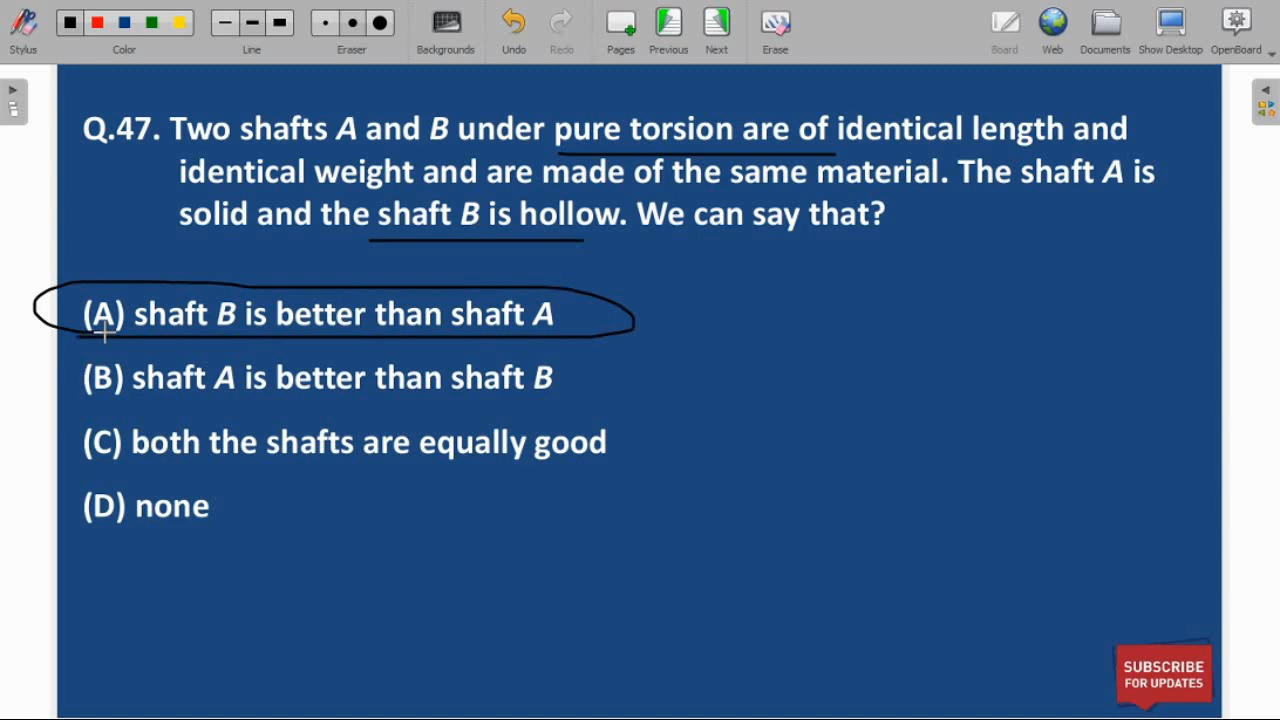 Stylus
Color
Line
Eraser
Backgrounds
Undo
Redo
Pages
Previous
Next
Erase
Board
Web
Documents
Show Desktop
OpenBoard
Q.47. Two shafts A and B under pure torsion are of identical length and
identical weight and are made of the same material. The shaft A is
solid and the shaft B is hollow. We can say that?
(A) shaft B is better than shaft A
(B) shaft A is better than shaft B
(C) both the shafts are equally good
(D) none
SUBSCRIBE
FOR UPDATES